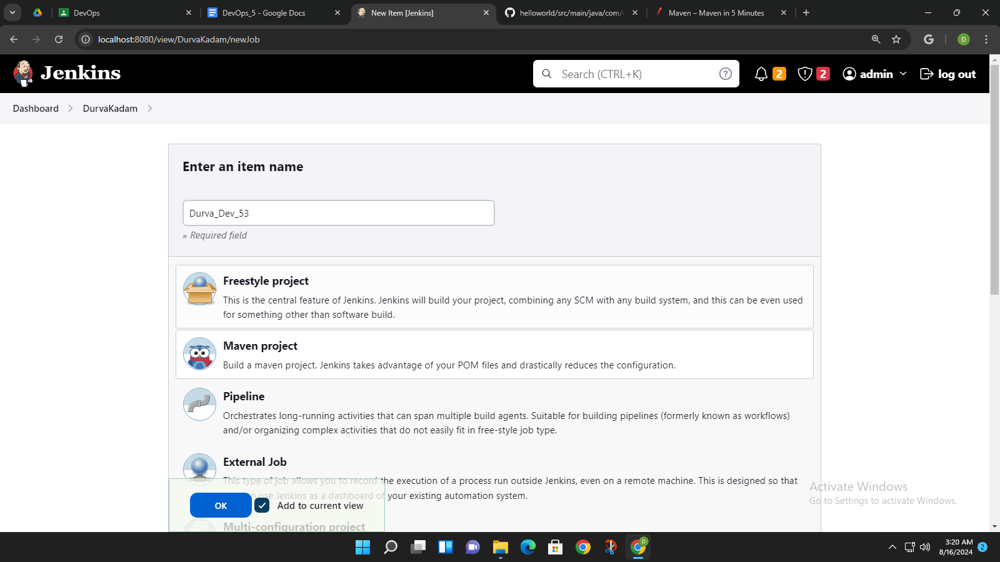 DevOps
DevOps_5 - Google Docs
New Item [Jenkins]
helloworld/src/main/java/com/
Maven – Maven in 5 Minutes
localhost:8080/view/DurvaKadam/newJob
G
D
Jenkins
Search (CTRL+K)
?
2
2
admin
log out
Dashboard
DurvaKadam
Enter an item name
Durva_Dev_53
» Required field
Freestyle project
This is the central feature of Jenkins. Jenkins will build your project, combining any SCM with any build system, and this can be even used
for something other than software build.
Maven project
Build a maven project. Jenkins takes advantage of your POM files and drastically reduces the configuration.
Pipeline
Orchestrates long-running activities that can span multiple build agents. Suitable for building pipelines (formerly known as workflows)
and/or organizing complex activities that do not easily fit in free-style job type.
External Job
This type of job allows you to record the execution of a process run outside Jenkins, even on a remote machine. This is designed so that
use Jenkins as a dashboard of your existing automation system.
OK
Add to current view
Multi-configuration project
Activate Windows
Go to Settings to activate Windows.
D
3:20 AM
8/16/2024
2